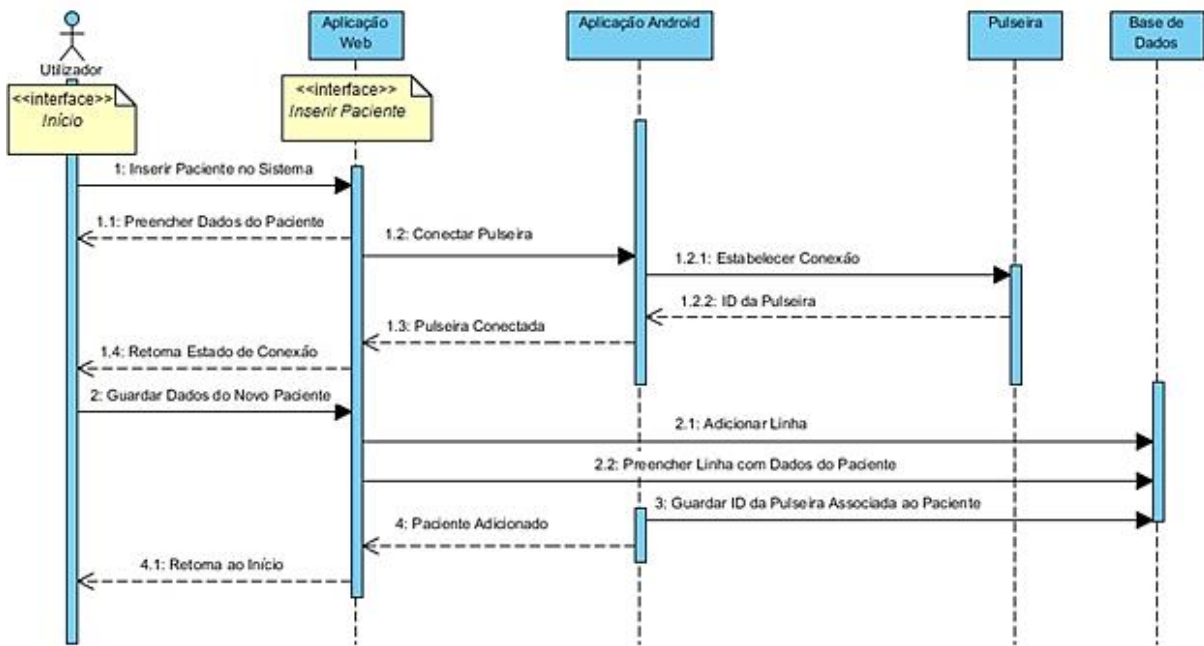 Utilizador
Aplicação
Web
Aplicação Android
Pulseira
Base de
Dados
<<interface>>
Início
<<interface>>
Inserir Paciente
1: Inserir Paciente no Sistema
1.1: Preencher Dados do Paciente
1.2: Conectar Pulseira
1.2.1: Estabelecer Conexão
1.2.2: ID da Pulseira
1.3: Pulseira Conectada
1.4: Retorna Estado de Conexão
2: Guardar Dados do Novo Paciente
2.1: Adicionar Linha
2.2: Preencher Linha com Dados do Paciente
3: Guardar ID da Pulseira Associada ao Paciente
4: Paciente Adicionado
4.1: Retorna ao Início